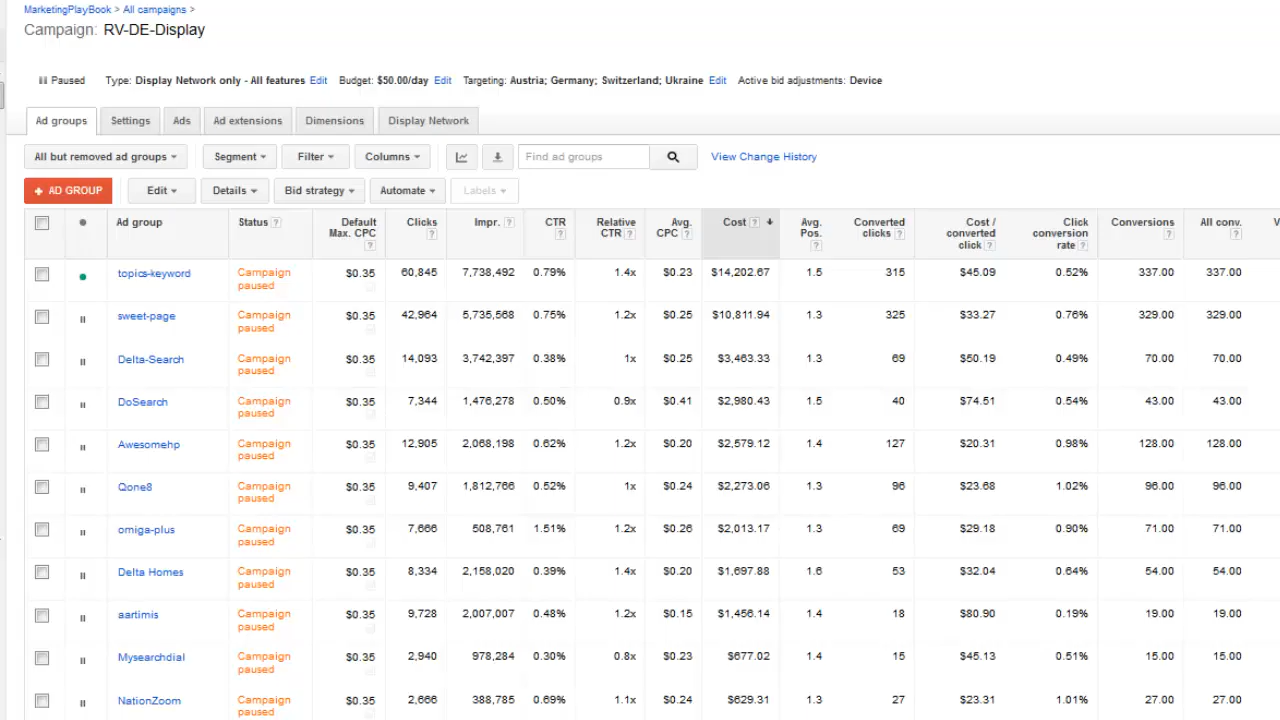 MarketingPlayBook > All campaigns >
Campaign: RV-DE-Display
Paused Type: Display Network only - All features Edit Budget: $50.00/day Edit Targeting: Austria; Germany; Switzerland; Ukraine Edit Active bid adjustments: Device
Ad groups Settings Ads Ad extensions Dimensions Display Network
All but removed ad groups Segment Filter Columns Find ad groups View Change History
+ AD GROUP Edit Details Bid strategy Automate Labels
Ad group Status ? Default Max. CPC ? Clicks ? Impr. ? CTR ? Relative CTR ? Avg. CPC ? Cost ? Avg. Pos. ? Converted clicks ? Cost / converted click ? Click conversion rate ? Conversions ? All conv. ? V
topics-keyword Campaign paused $0.35 60,845 7,738,492 0.79% 1.4x $0.23 $14,202.67 1.5 315 $45.09 0.52% 337.00 337.00
sweet-page Campaign paused $0.35 42,964 5,735,568 0.75% 1.2x $0.25 $10,811.94 1.3 325 $33.27 0.76% 329.00 329.00
Delta-Search Campaign paused $0.35 14,093 3,742,397 0.38% 1x $0.25 $3,463.33 1.3 69 $50.19 0.49% 70.00 70.00
DoSearch Campaign paused $0.35 7,344 1,476,278 0.50% 0.9x $0.41 $2,980.43 1.5 40 $74.51 0.54% 43.00 43.00
Awesomehp Campaign paused $0.35 12,905 2,068,198 0.62% 1.2x $0.20 $2,579.12 1.4 127 $20.31 0.98% 128.00 128.00
Qone8 Campaign paused $0.35 9,407 1,812,766 0.52% 1x $0.24 $2,273.06 1.3 96 $23.68 1.02% 96.00 96.00
omiga-plus Campaign paused $0.35 7,666 508,761 1.51% 1.2x $0.26 $2,013.17 1.3 69 $29.18 0.90% 71.00 71.00
Delta Homes Campaign paused $0.35 8,334 2,158,020 0.39% 1.4x $0.20 $1,697.88 1.6 53 $32.04 0.64% 54.00 54.00
aartimis Campaign paused $0.35 9,728 2,007,007 0.48% 1.2x $0.15 $1,456.14 1.4 18 $80.90 0.19% 19.00 19.00
Mysearchdial Campaign paused $0.35 2,940 978,284 0.30% 0.8x $0.23 $677.02 1.4 15 $45.13 0.51% 15.00 15.00
NationZoom Campaign paused $0.35 2,666 388,785 0.69% 1.1x $0.24 $629.31 1.3 27 $23.31 1.01% 27.00 27.00